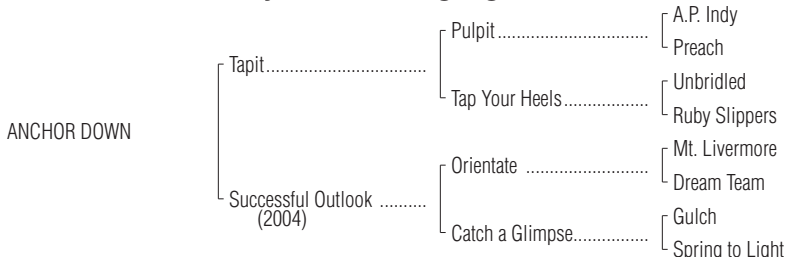 A.P. Indy
Pulpit................................
Preach
Tapit..................................
Unbridled
Tap Your Heels..................
Ruby Slippers
ANCHOR DOWN
Mt. Livermore
Orientate ..........................
Dream Team
Successful Outlook ..........
(2004)
Gulch
Catch a Glimpse................
Spring to Light